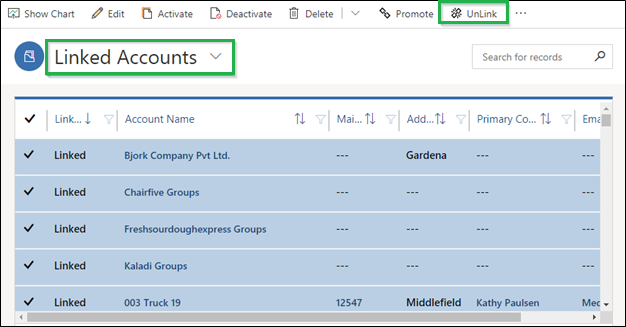 Show Chart Edit Activate Deactivate Delete Promote UnLink ...
Linked Accounts
Search for records
Link... Account Name Mai... Add... Primary Co... Ema
Linked Bjork Company Pvt Ltd. --- Gardena --- ---
Linked Chairfive Groups --- --- --- ---
Linked Freshsourdoughexpress Groups --- --- --- ---
Linked Kaladi Groups --- --- --- ---
Linked 003 Truck 19 12547 Middlefield Kathy Paulsen Med